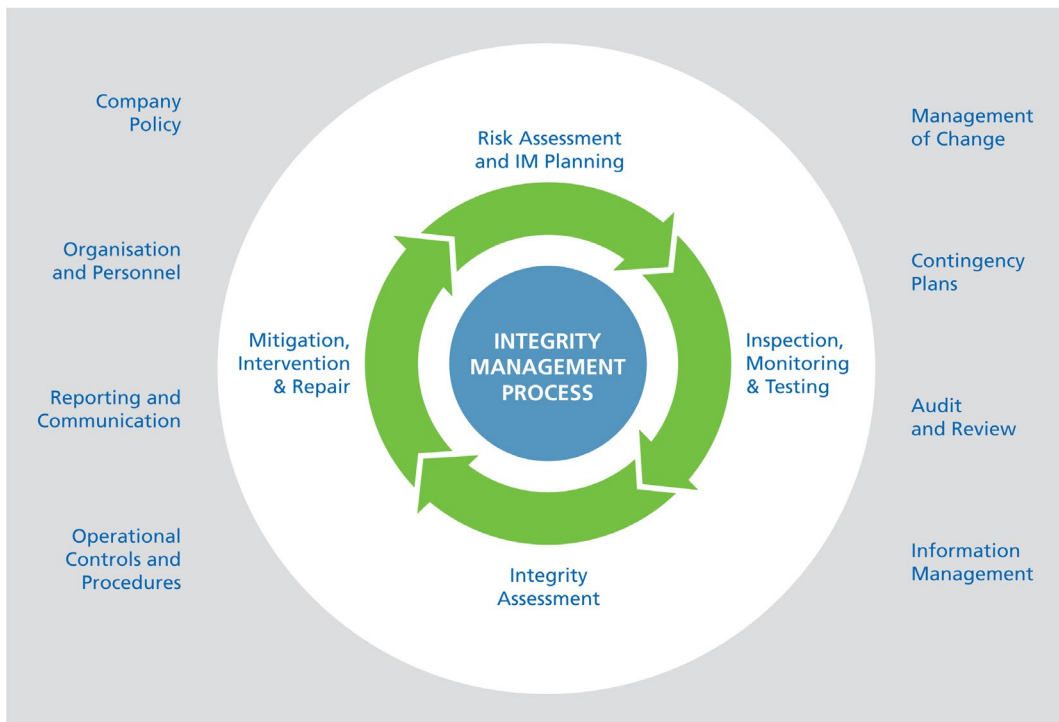 Company
Policy
Organisation
and Personnel
Reporting and
Communication
Operational
Controls and
Procedures
Risk Assessment
and IM Planning
Mitigation,
Intervention
& Repair
INTEGRITY
MANAGEMENT
PROCESS
Inspection,
Monitoring
& Testing
Integrity
Assessment
Management
of Change
Contingency
Plans
Audit
and Review
Information
Management